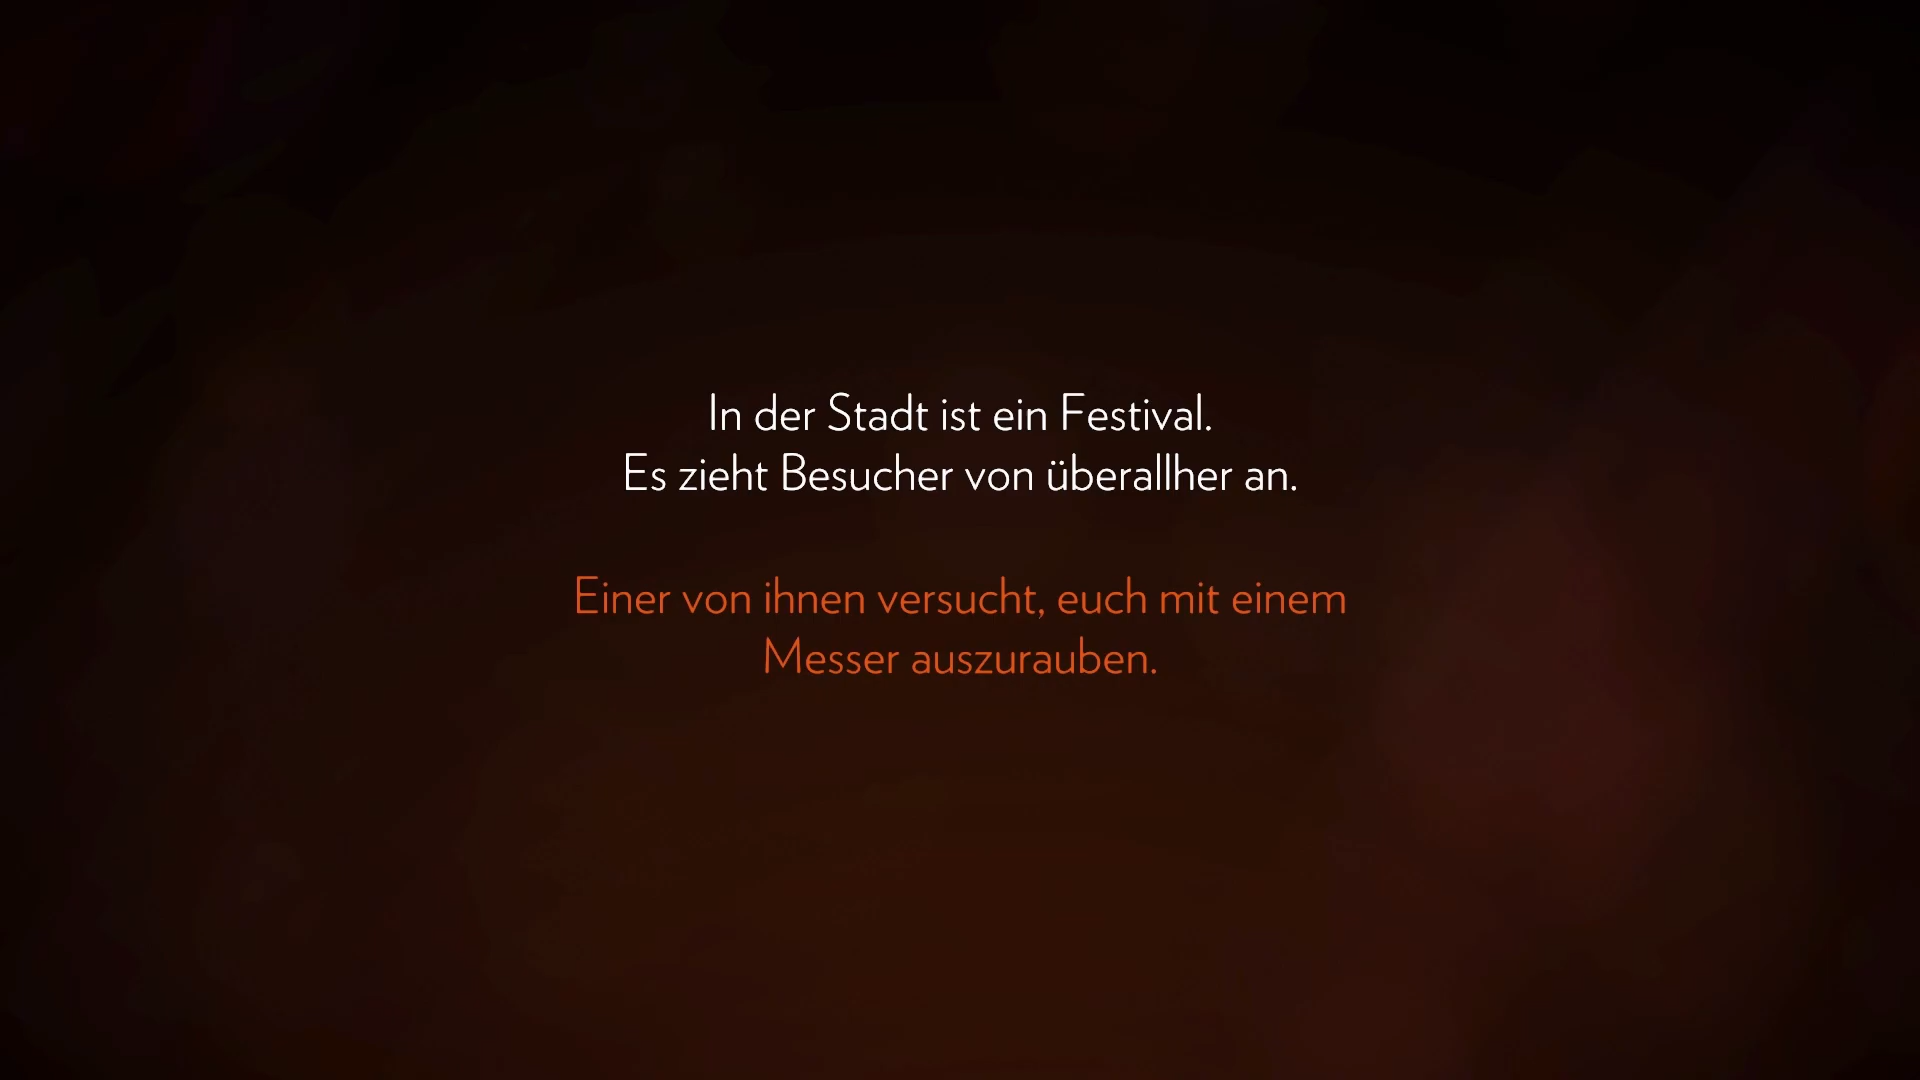 In der Stadt ist ein Festival.
Es zieht Besucher von überallher an.
Einer von ihnen versucht, euch mit einem
Messer auszurauben.